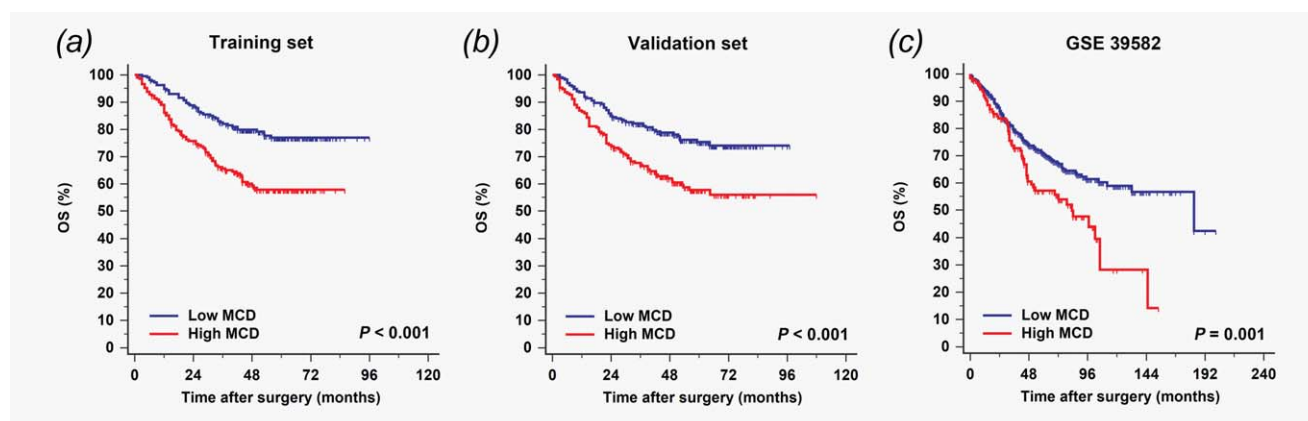 (a)
Training set
OS (%)
100
90
80
70
60
50
40
30
20
10
0
Low MCD
High MCD
P < 0.001
0 24 48 72 96 120
Time after surgery (months)
(b)
Validation set
OS (%)
100
90
80
70
60
50
40
30
20
10
0
Low MCD
High MCD
P < 0.001
0 24 48 72 96 120
Time after surgery (months)
(c)
GSE 39582
OS (%)
100
90
80
70
60
50
40
30
20
10
0
Low MCD
High MCD
P = 0.001
0 48 96 144 192 240
Time after surgery (months)